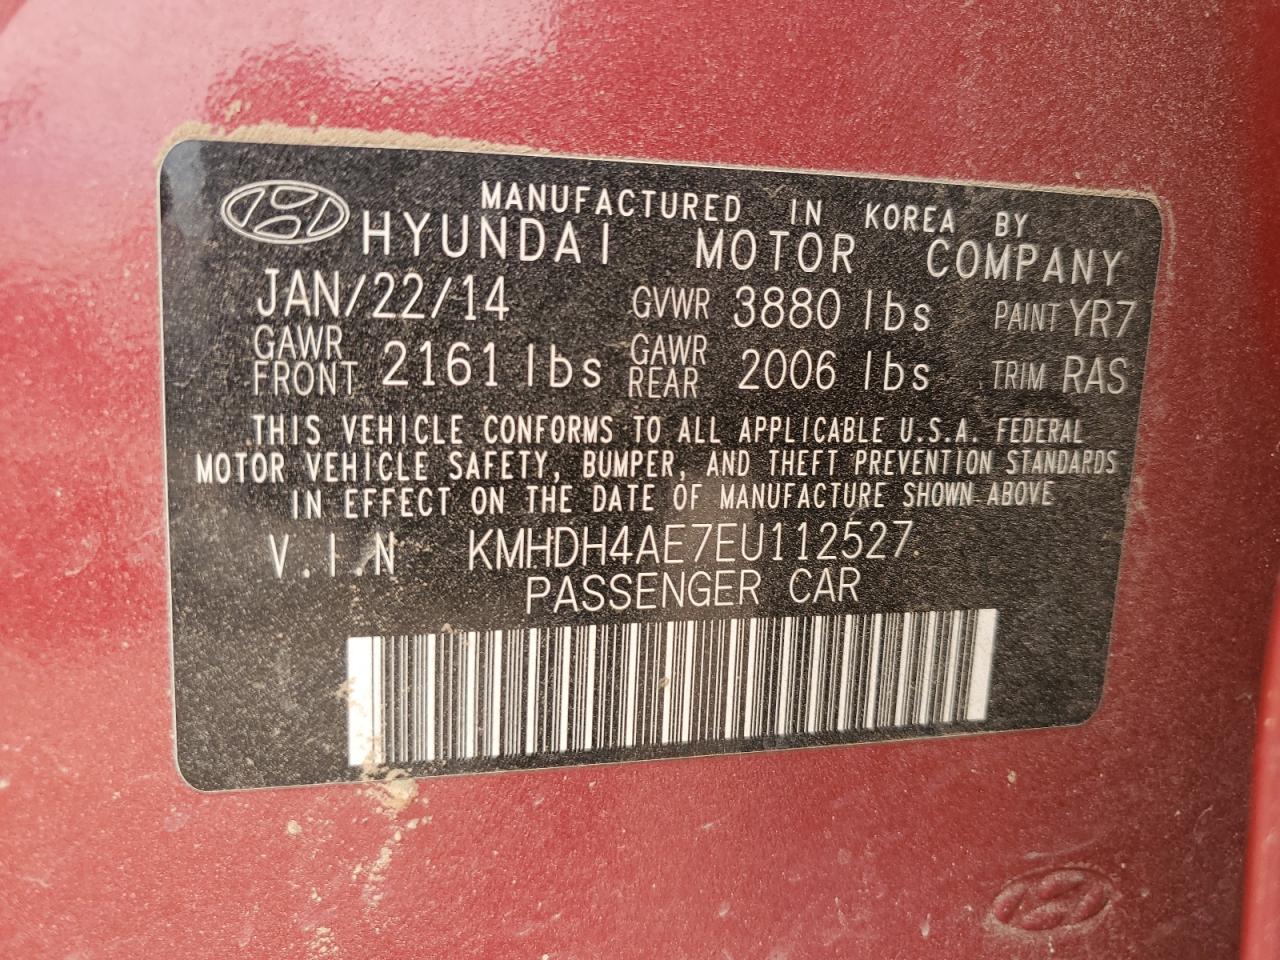 MANUFACTURED IN KOREA BY
HYUNDAI MOTOR COMPANY
JAN/22/14 GVWR 3880 lbs PAINT YR7
GAWR FRONT 2161 lbs GAWR REAR 2006 lbs TRIM RAS
THIS VEHICLE CONFORMS TO ALL APPLICABLE U.S.A. FEDERAL
MOTOR VEHICLE SAFETY, BUMPER, AND THEFT PREVENTION STANDARDS
IN EFFECT ON THE DATE OF MANUFACTURE SHOWN ABOVE
V.I.N KMHDH4AE7EU112527
PASSENGER CAR